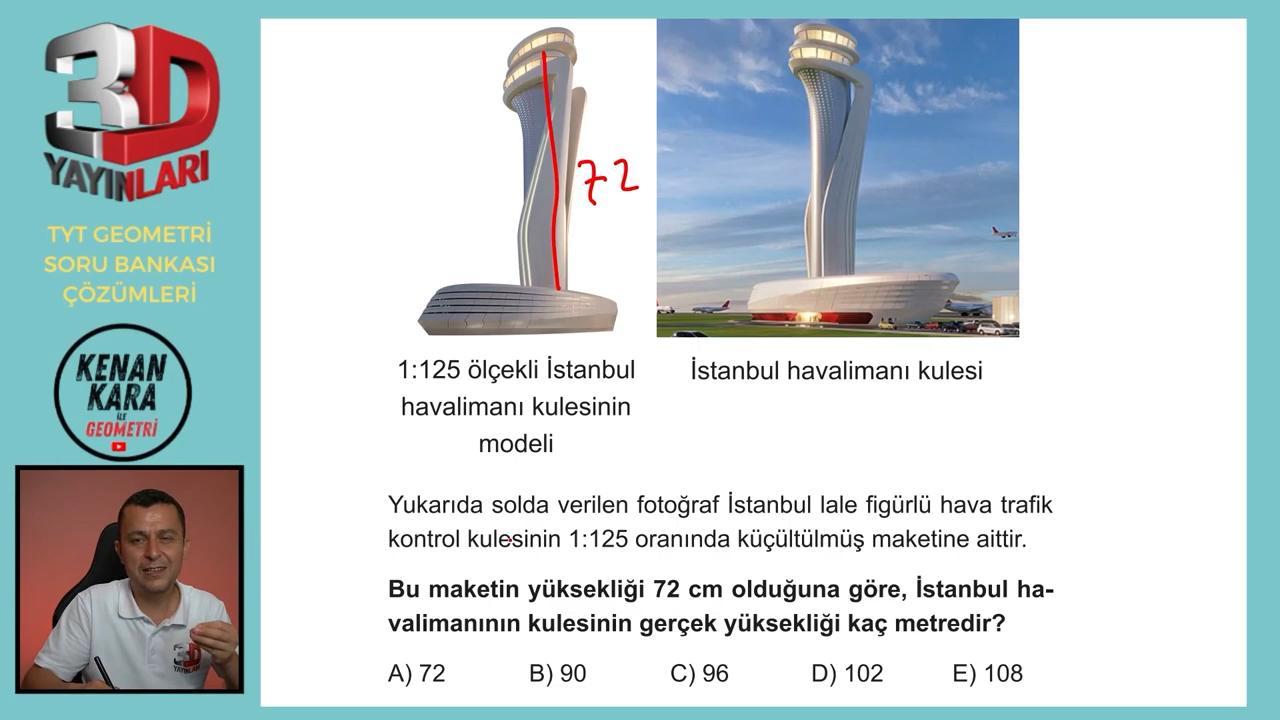 3D
YAYINLARI
TYT GEOMETRİ
SORU BANKASI
ÇÖZÜMLERİ
KENAN
KARA
İLE
GEOMETRİ
3D
YAYINLARI
72
1:125 ölçekli İstanbul
havalimanı kulesinin
modeli
İstanbul havalimanı kulesi
Yukarıda solda verilen fotoğraf İstanbul lale figürlü hava trafik
kontrol kulesinin 1:125 oranında küçültülmüş maketine aittir.
Bu maketin yüksekliği 72 cm olduğuna göre, İstanbul ha-
valimanının kulesinin gerçek yüksekliği kaç metredir?
A) 72 B) 90 C) 96 D) 102 E) 108